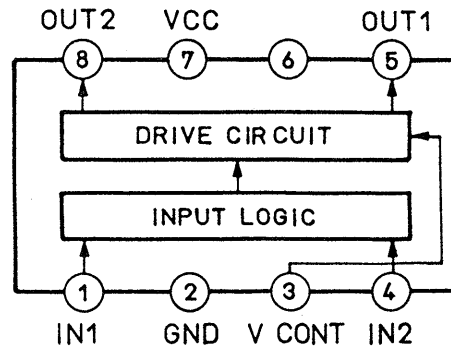 OUT2 VCC OUT1
8 7 6 5
DRIVE CIRCUIT
INPUT LOGIC
1 2 3 4
IN1 GND V CONT IN2